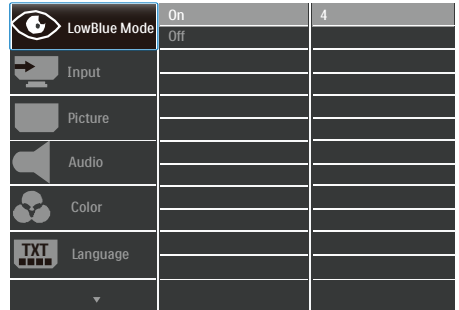 LowBlue Mode
On
4
Off
Input
Picture
Audio
Color
TXT
Language